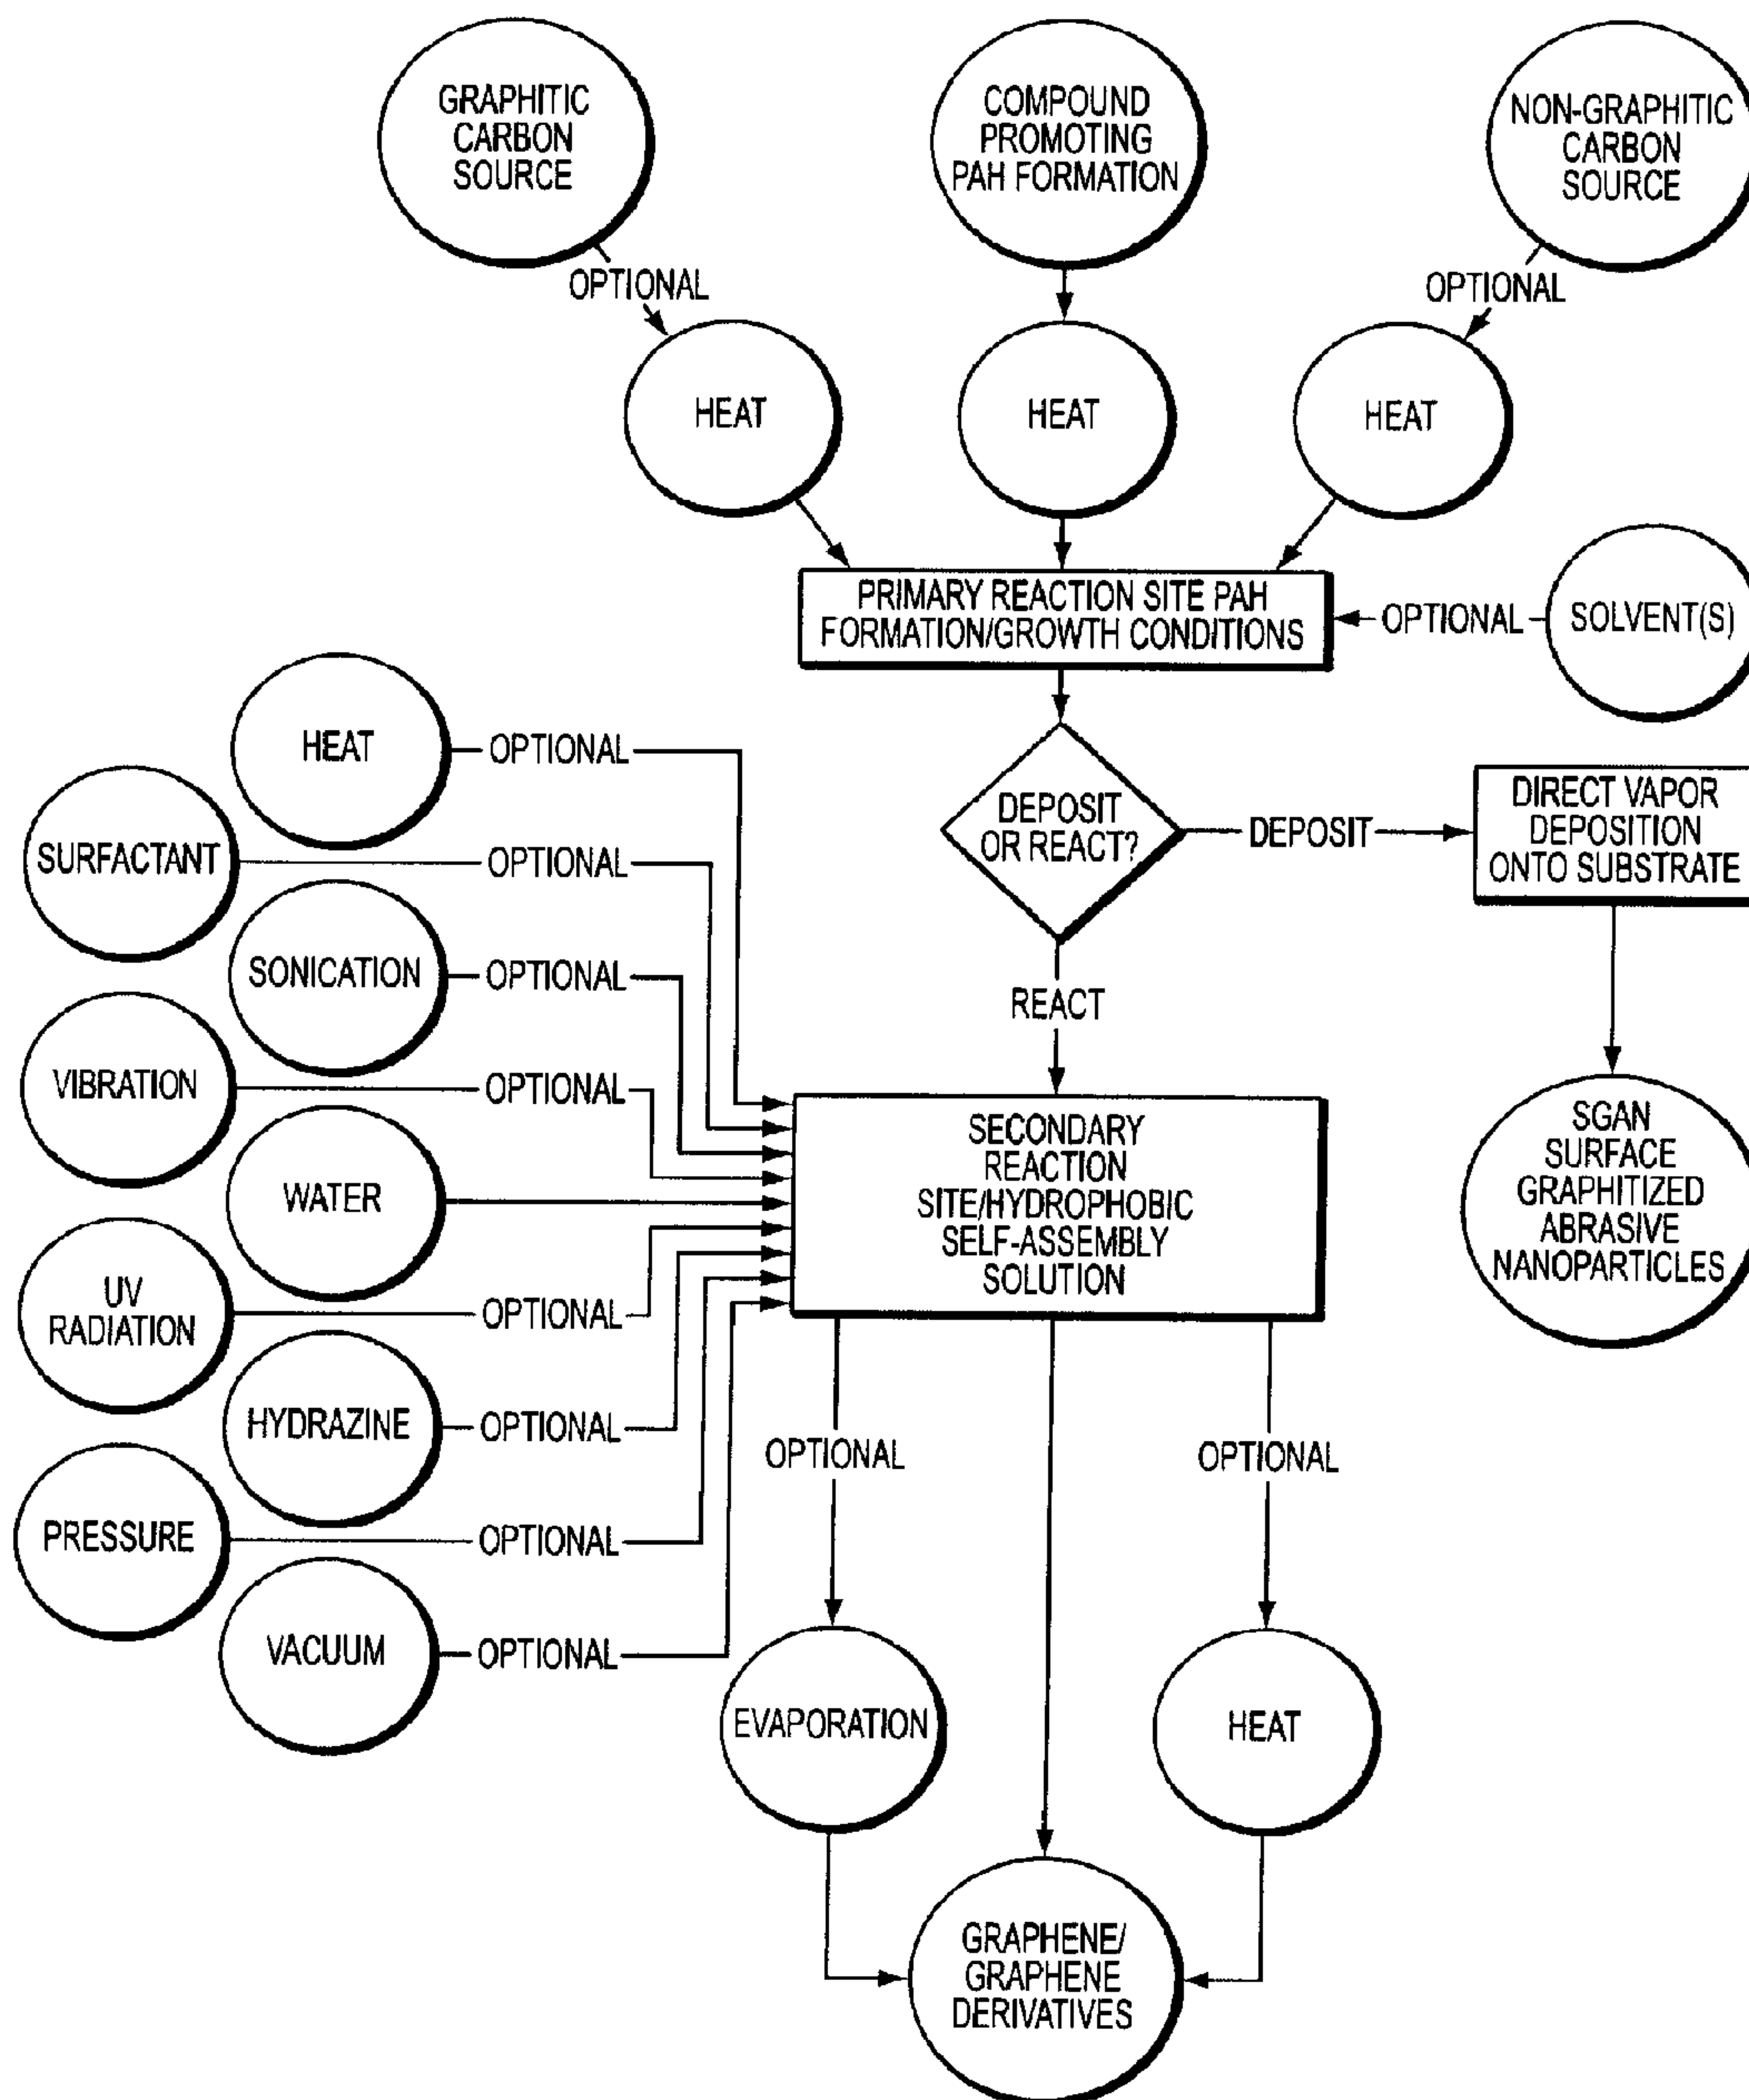 GRAPHITIC
CARBON
SOURCE
COMPOUND
PROMOTING
PAH FORMATION
NON-GRAPHITIC
CARBON
SOURCE
OPTIONAL
OPTIONAL
HEAT
HEAT
HEAT
PRIMARY REACTION SITE PAH
FORMATION/GROWTH CONDITIONS
OPTIONAL
SOLVENT(S)
DEPOSIT
OR REACT?
DEPOSIT
DIRECT VAPOR
DEPOSITION
ONTO SUBSTRATE
REACT
SGAN
SURFACE
GRAPHITIZED
ABRASIVE
NANOPARTICLES
HEAT
OPTIONAL
SURFACTANT
OPTIONAL
SONICATION
OPTIONAL
VIBRATION
OPTIONAL
WATER
UV
RADIATION
OPTIONAL
HYDRAZINE
OPTIONAL
PRESSURE
OPTIONAL
VACUUM
OPTIONAL
SECONDARY
REACTION
SITE/HYDROPHOBIC
SELF-ASSEMBLY
SOLUTION
OPTIONAL
OPTIONAL
EVAPORATION
HEAT
GRAPHENE/
GRAPHENE
DERIVATIVES